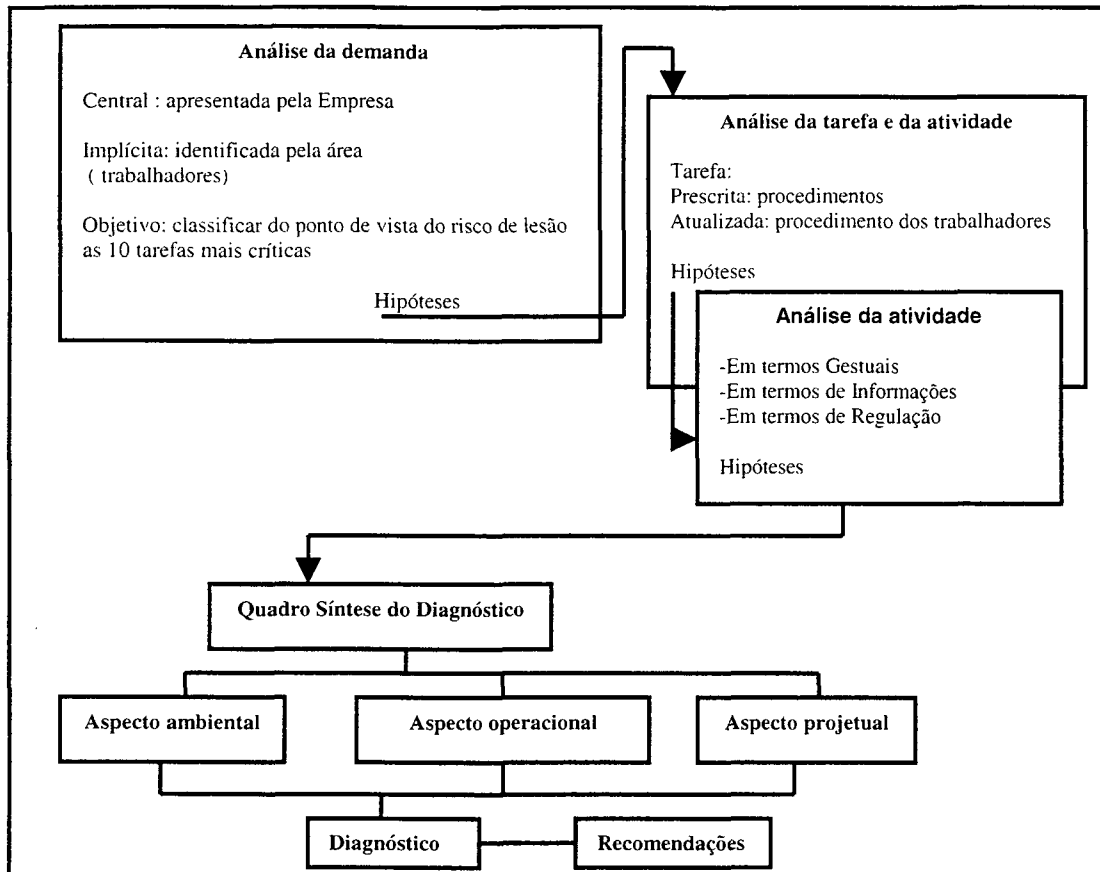 Análise da demanda
Central : apresentada pela Empresa
Implícita: identificada pela área
( trabalhadores)
Objetivo: classificar do ponto de vista do risco de lesão
as 10 tarefas mais críticas
Hipóteses
Análise da tarefa e da atividade
Tarefa:
Prescrita: procedimentos
Atualizada: procedimento dos trabalhadores
Hipóteses
Análise da atividade
-Em termos Gestuais
-Em termos de Informações
-Em termos de Regulação
Hipóteses
Quadro Síntese do Diagnóstico
Aspecto ambiental
Aspecto operacional
Aspecto projetual
Diagnóstico
Recomendações